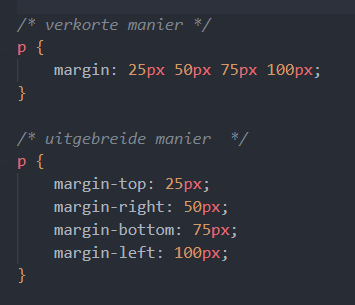 /* verkorte manier */
p {
    margin: 25px 50px 75px 100px;
}

/* uitgebreide manier  */
p {
    margin-top: 25px;
    margin-right: 50px;
    margin-bottom: 75px;
    margin-left: 100px;
}